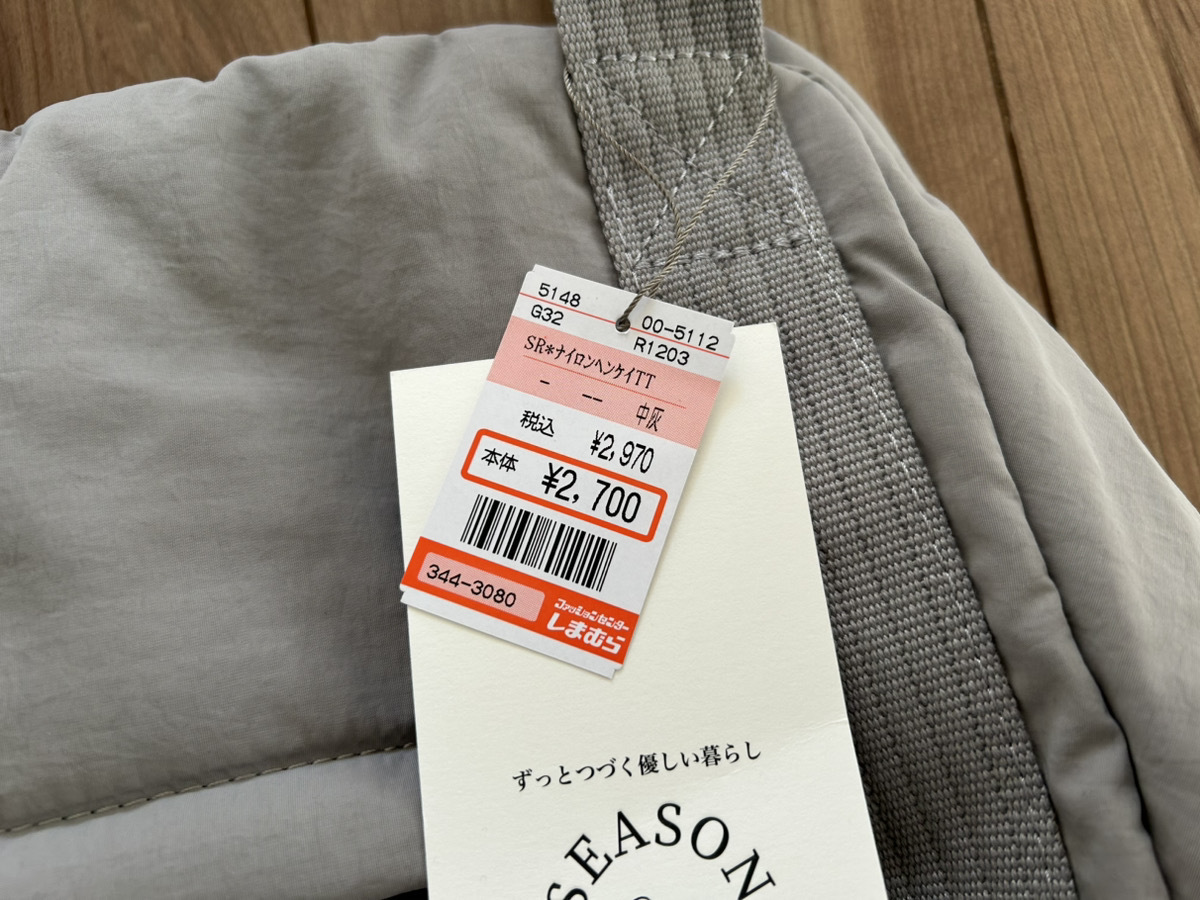 5148 00-5112
G32 R1203
SR*ナイロンヘンケイTT
- -- 中灰
税込 ¥2,970
本体 ¥2,700
344-3080
ファッションセンター
しまむら
ずっとつづく優しい暮らし
SEASON